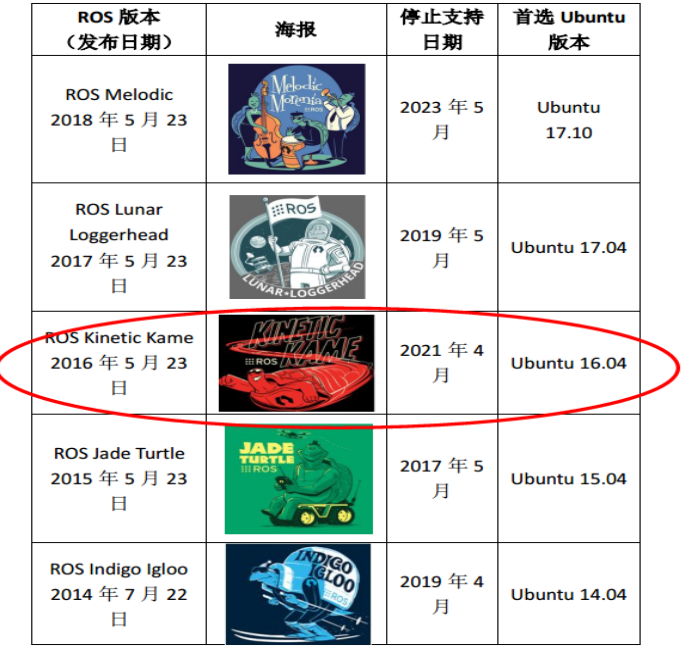 ROS 版本
（发布日期）
海报
停止支持
日期
首选 Ubuntu
版本
ROS Melodic
2018 年 5 月 23
日
Melodic
Morenia
ROS
2023 年 5
月
Ubuntu
17.10
ROS Lunar
Loggerhead
2017 年 5 月 23
日
ROS
LUNAR•LOGGERHEAD
2019 年 5
月
Ubuntu 17.04
ROS Kinetic Kame
2016 年 5 月 23
日
KINETIC
KAME
ROS
2021 年 4
月
Ubuntu 16.04
ROS Jade Turtle
2015 年 5 月 23
日
JADE
TURTLE
ROS
2017 年 5
月
Ubuntu 15.04
ROS Indigo Igloo
2014 年 7 月 22
日
INDIGO
IGLOO
ROS
2019 年 4
月
Ubuntu 14.04